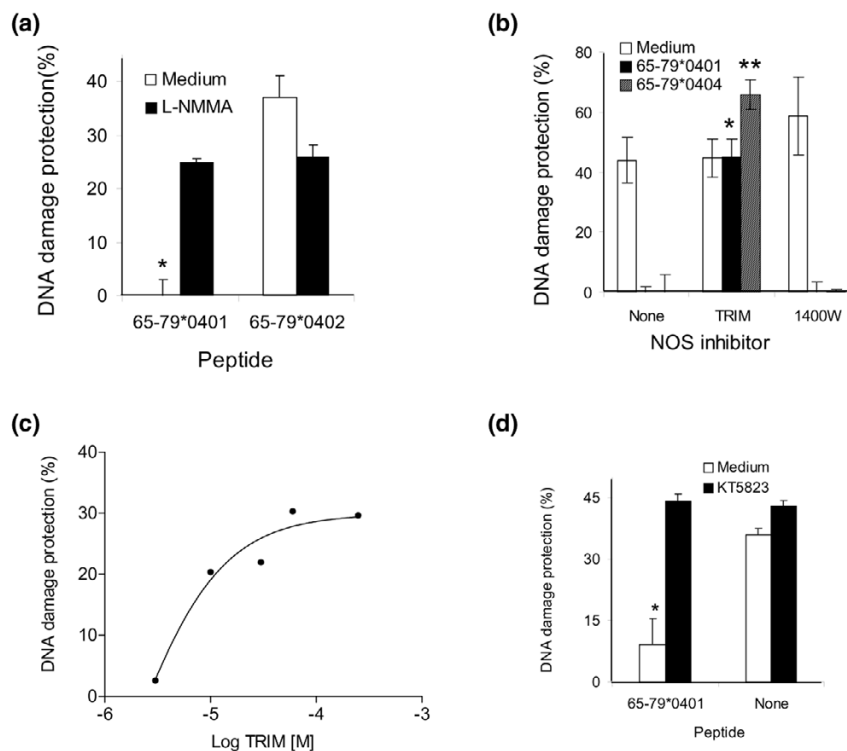 (a)
Medium
L-NMMA
DNA damage protection(%)
40
30
20
10
0
*
65-79*0401 65-79*0402
Peptide
(b)
Medium
65-79*0401
65-79*0404
DNA damage protection (%)
80
60
40
20
0
* **
None TRIM 1400W
NOS inhibitor
(c)
DNA damage protection (%)
40
30
20
10
0
-6 -5 -4 -3
Log TRIM [M]
(d)
Medium
KT5823
DNA damage protection (%)
45
30
15
0
*
65-79*0401 None
Peptide